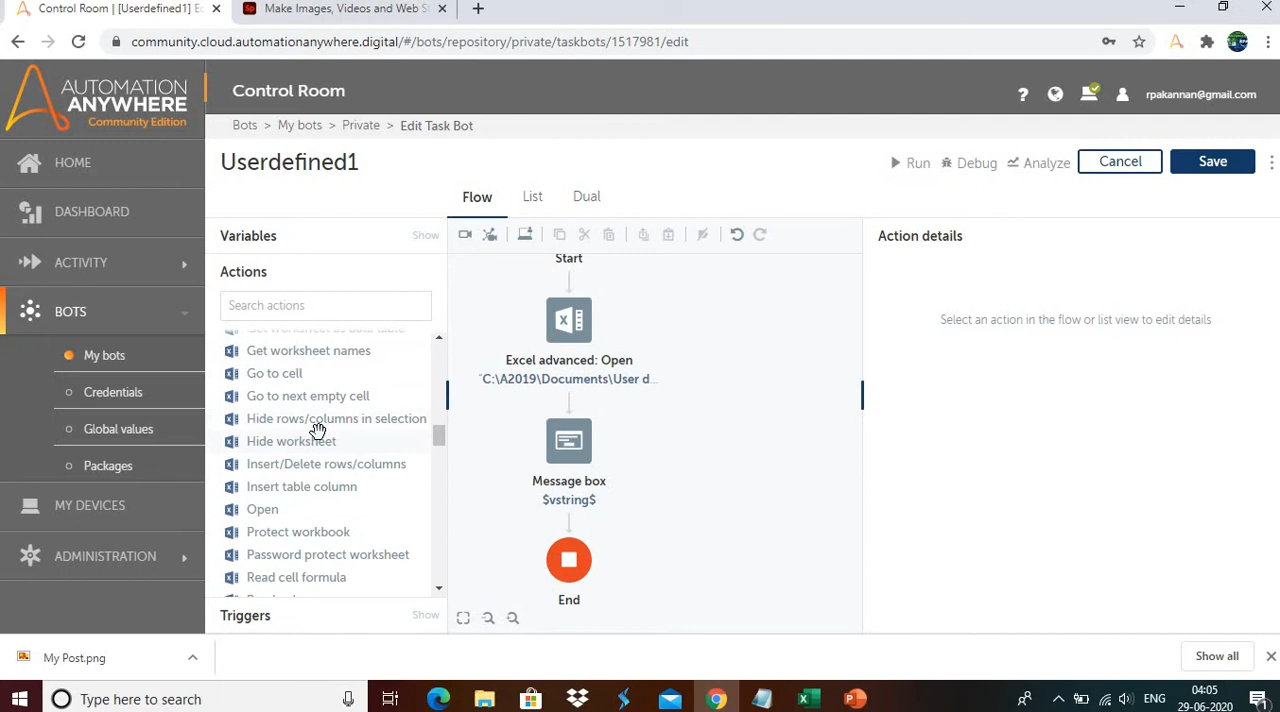 Control Room | [Userdefined1] Ec
Make Images, Videos and Web S
community.cloud.automationanywhere.digital/#/bots/repository/private/taskbots/1517981/edit
AUTOMATION
ANYWHERE
Community Edition
Control Room
rpakannan@gmail.com
Bots > My bots > Private > Edit Task Bot
HOME
Userdefined1
Run
Debug
Analyze
Cancel
Save
DASHBOARD
Flow
List
Dual
Variables
Show
Action details
ACTIVITY
Actions
Start
Search actions
BOTS
Select an action in the flow or list view to edit details
Get worksheet as data table
Get worksheet names
My bots
Go to cell
Excel advanced: Open
"C:\A2019\Documents\User d...
Credentials
Go to next empty cell
Hide rows/columns in selection
Global values
Hide worksheet
Packages
Insert/Delete rows/columns
Message box
Insert table column
$vstring$
MY DEVICES
Open
Protect workbook
ADMINISTRATION
Password protect worksheet
Read cell formula
End
Triggers
Show
My Post.png
Show all
Type here to search
ENG
04:05
29-06-2020